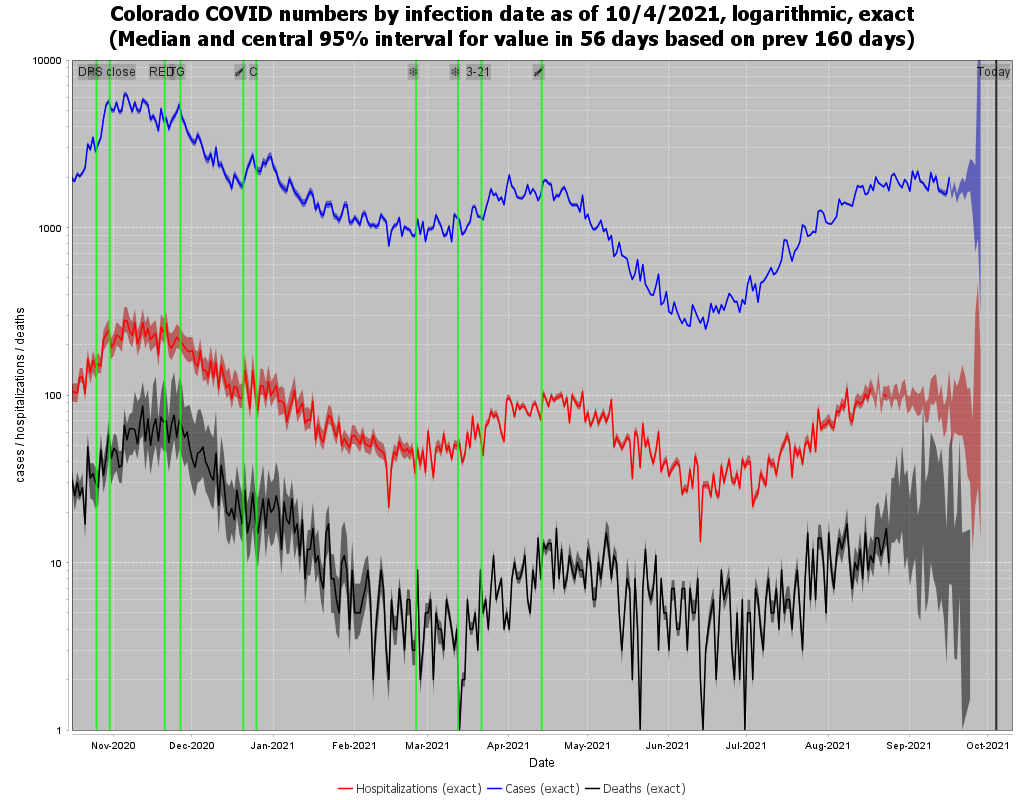 Colorado COVID numbers by infection date as of 10/4/2021, logarithmic, exact
(Median and central 95% interval for value in 56 days based on prev 160 days)
10000
1000
100
10
1
cases / hospitalizations / deaths
close
C
3-21
Today
Nov-2020 Dec-2020 Jan-2021 Feb-2021 Mar-2021 Apr-2021 May-2021 Jun-2021 Jul-2021 Aug-2021 Sep-2021 Oct-2021
Date
Hospitalizations (exact) Cases (exact) Deaths (exact)